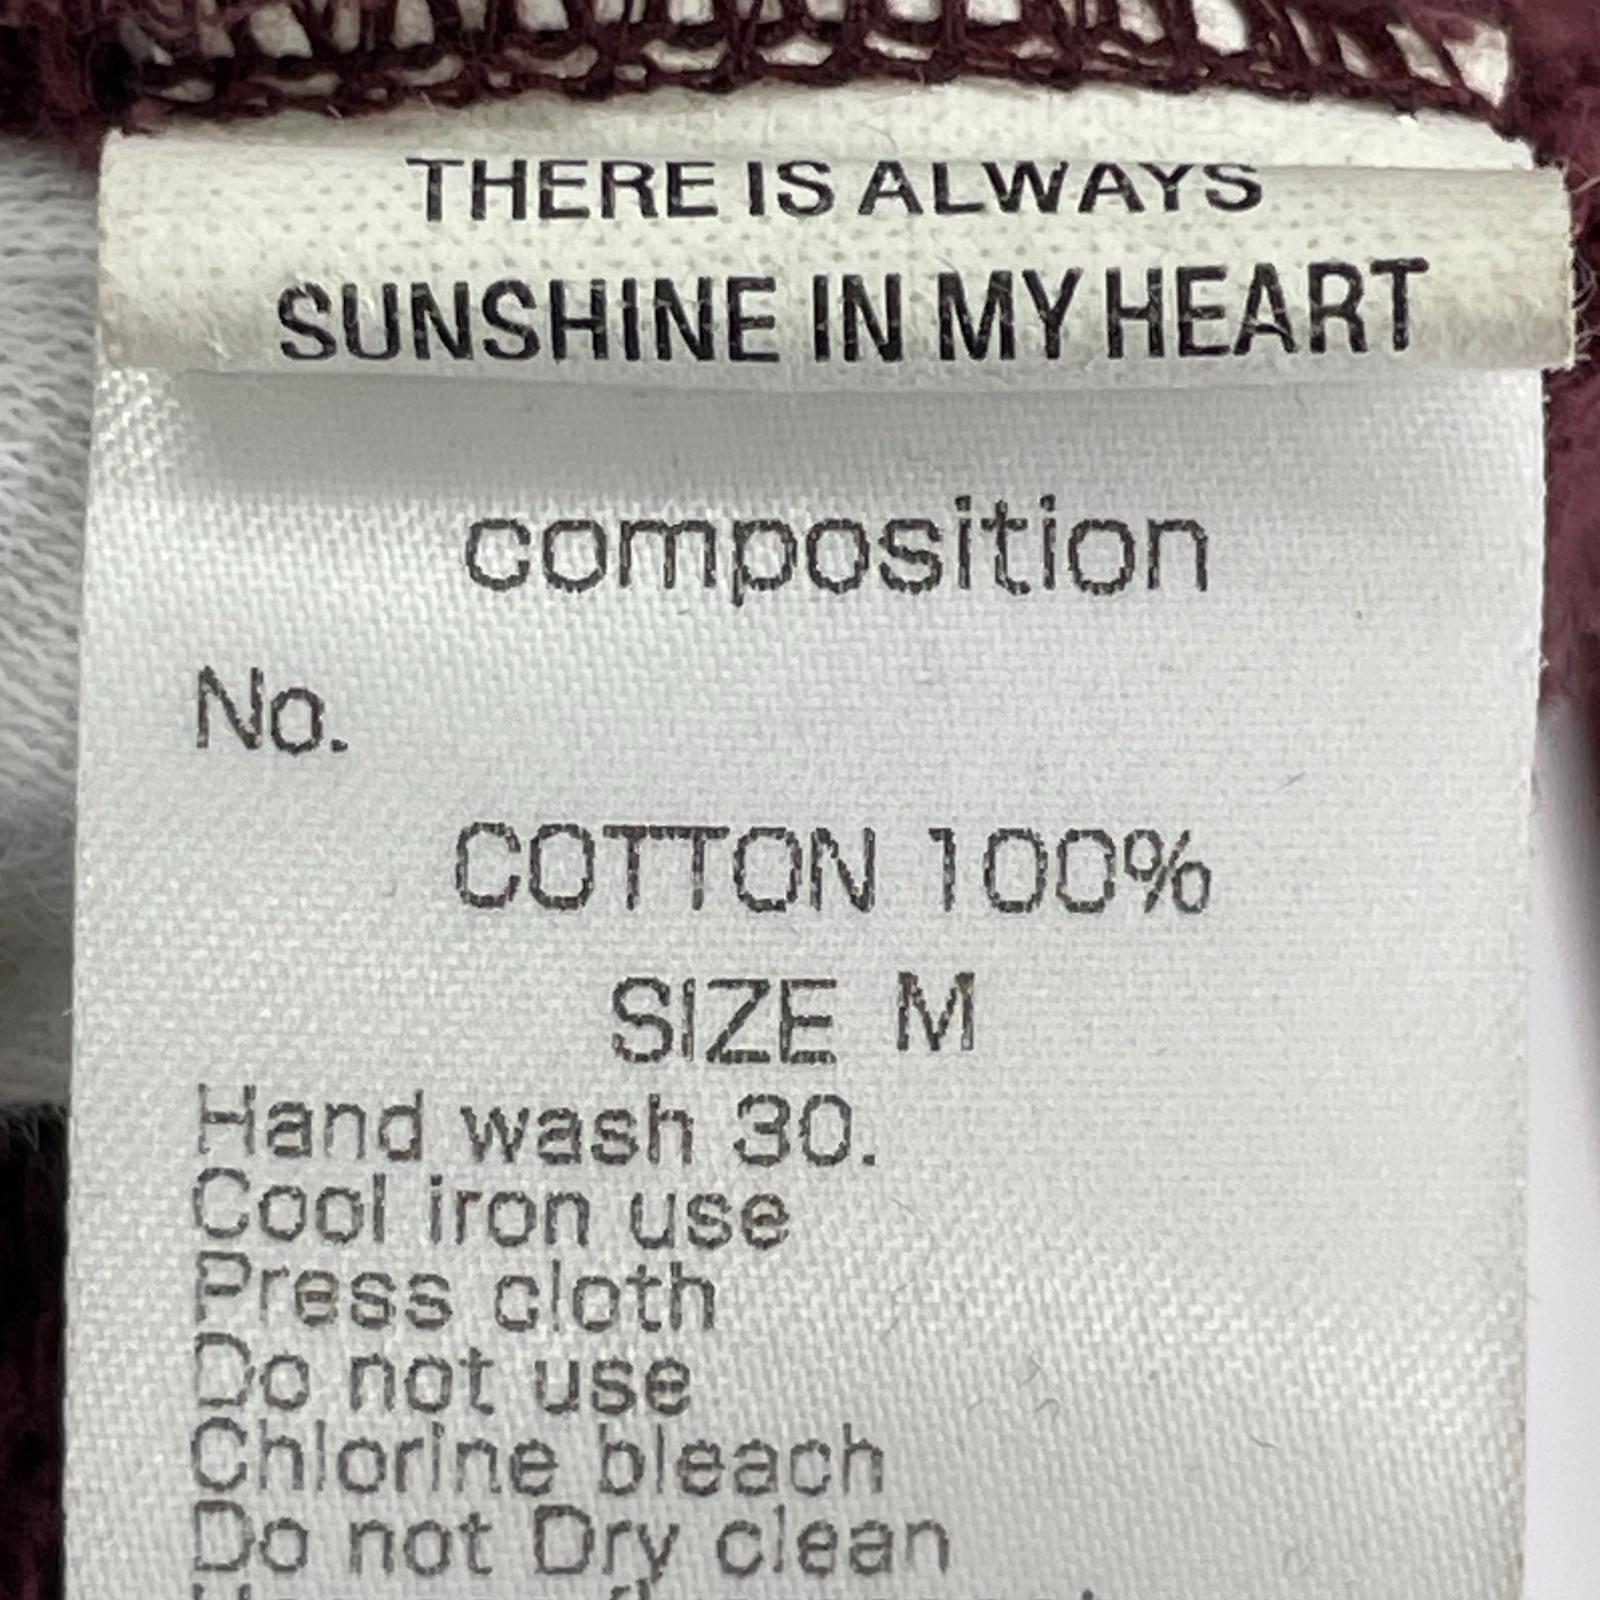 THERE IS ALWAYS
SUNSHINE IN MY HEART
composition
No.
COTTON 100%
SIZE M
Hand wash 30.
Cool iron use
Press cloth
Do not use
Chlorine bleach
Do not Dry clean